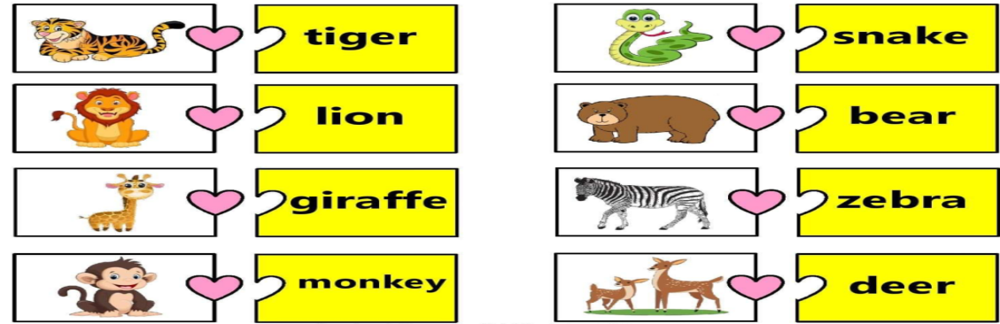 tiger
lion
giraffe
monkey
snake
bear
zebra
deer